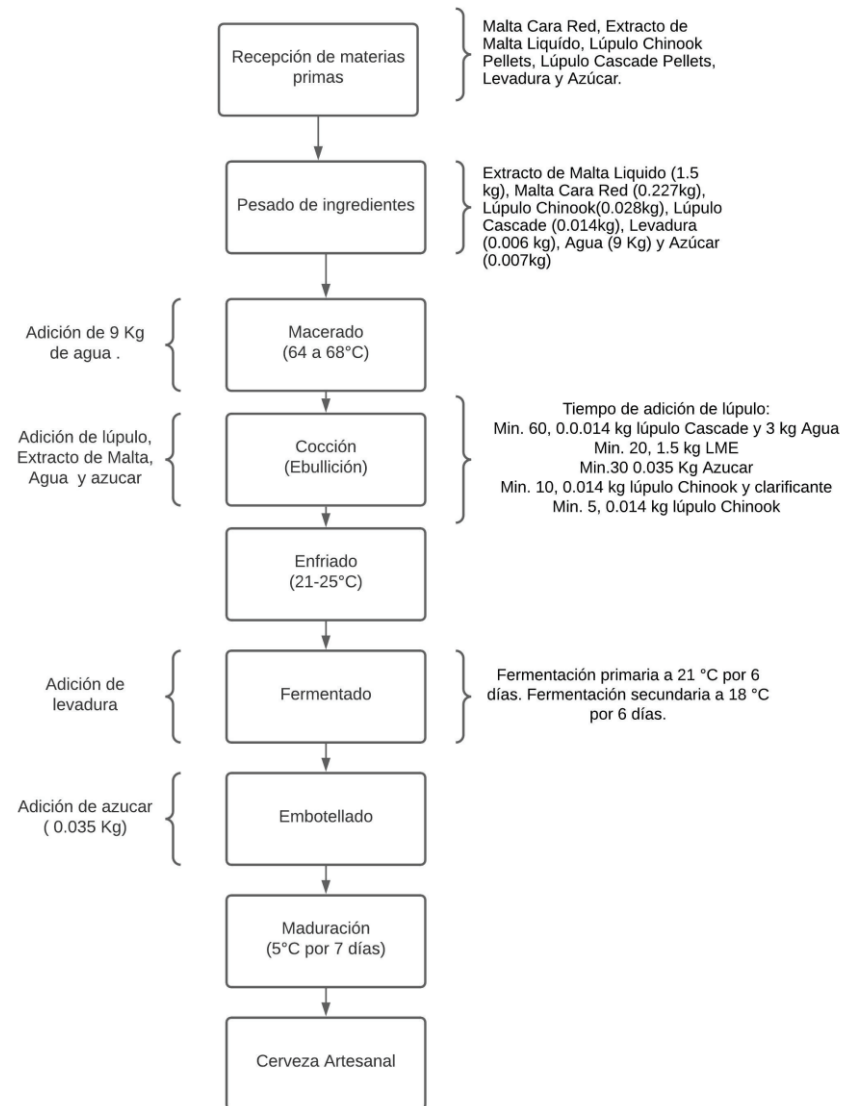 Recepción de materias
primas
Malta Cara Red, Extracto de
Malta Liquído, Lúpulo Chinook
Pellets, Lúpulo Cascade Pellets,
Levadura y Azúcar.
Pesado de ingredientes
Extracto de Malta Liquido (1.5
kg), Malta Cara Red (0.227kg),
Lúpulo Chinook(0.028kg), Lúpulo
Cascade (0.014kg), Levadura
(0.006 kg), Agua (9 Kg) y Azúcar
(0.007kg)
Adición de 9 Kg
de agua .
Macerado
(64 a 68°C)
Adición de lúpulo,
Extracto de Malta,
Agua y azucar
Cocción
(Ebullición)
Tiempo de adición de lúpulo:
Min. 60, 0.0.014 kg lúpulo Cascade y 3 kg Agua
Min. 20, 1.5 kg LME
Min.30 0.035 Kg Azucar
Min. 10, 0.014 kg lúpulo Chinook y clarificante
Min. 5, 0.014 kg lúpulo Chinook
Enfriado
(21-25°C)
Adición de
levadura
Fermentado
Fermentación primaria a 21 °C por 6
días. Fermentación secundaria a 18 °C
por 6 días.
Adición de azucar
( 0.035 Kg)
Embotellado
Maduración
(5°C por 7 días)
Cerveza Artesanal